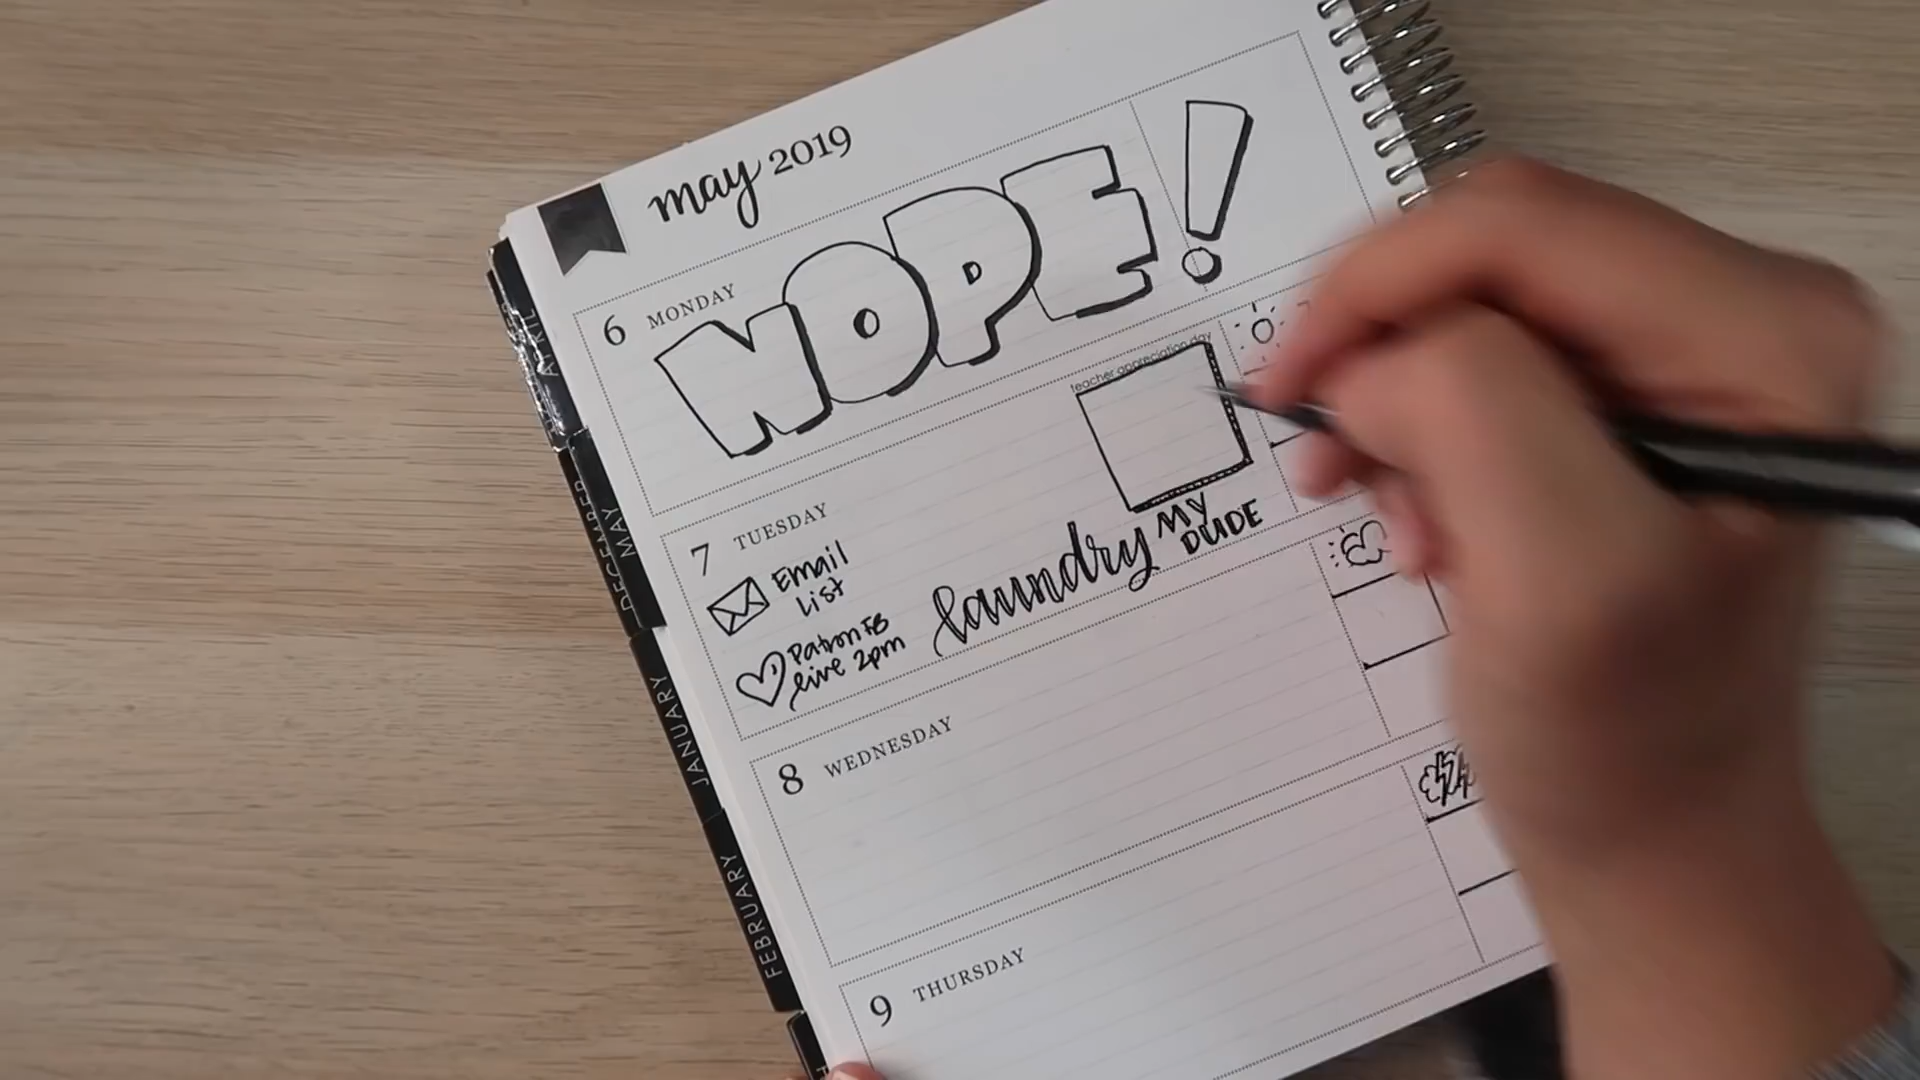 may 2019
6 MONDAY
NOPE!
teacher appreciation day
7 TUESDAY
Email
List
Patron FB
live 2pm
laundry
MY
DUDE
8 WEDNESDAY
9 THURSDAY
APRIL
MAY
DECEMBER
JANUARY
FEBRUARY